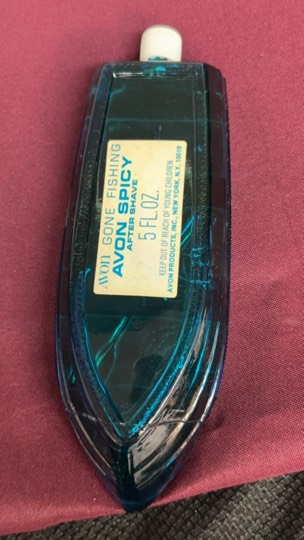 Avon GONE FISHING
AVON SPICY
AFTER SHAVE
5 FL. OZ.
KEEP OUT OF REACH OF YOUNG CHILDREN
AVON PRODUCTS, INC., NEW YORK, N.Y. 10019